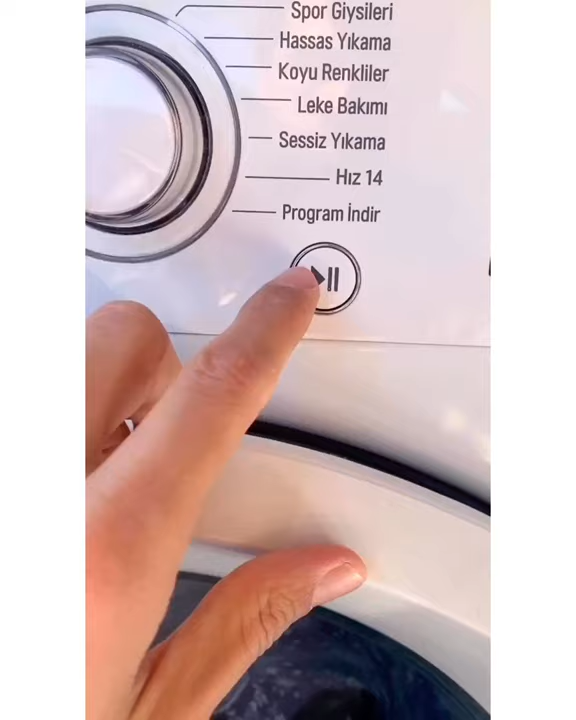 Spor Giysileri
Hassas Yıkama
Koyu Renkliler
Leke Bakımı
Sessiz Yıkama
Hız 14
Program İndir